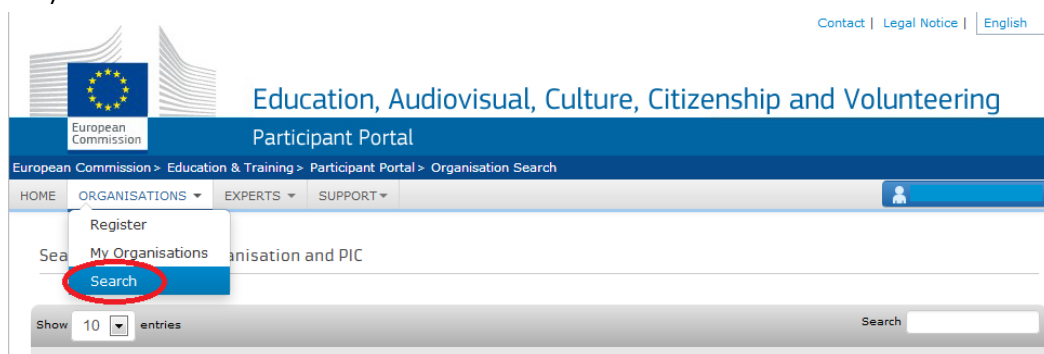 Contact | Legal Notice | English
Education, Audiovisual, Culture, Citizenship and Volunteering
European
Commission
Participant Portal
European Commission > Education & Training > Participant Portal > Organisation Search
HOME ORGANISATIONS EXPERTS SUPPORT
Register
My Organisations
Search
Sea anisation and PIC
Show 10 entries Search